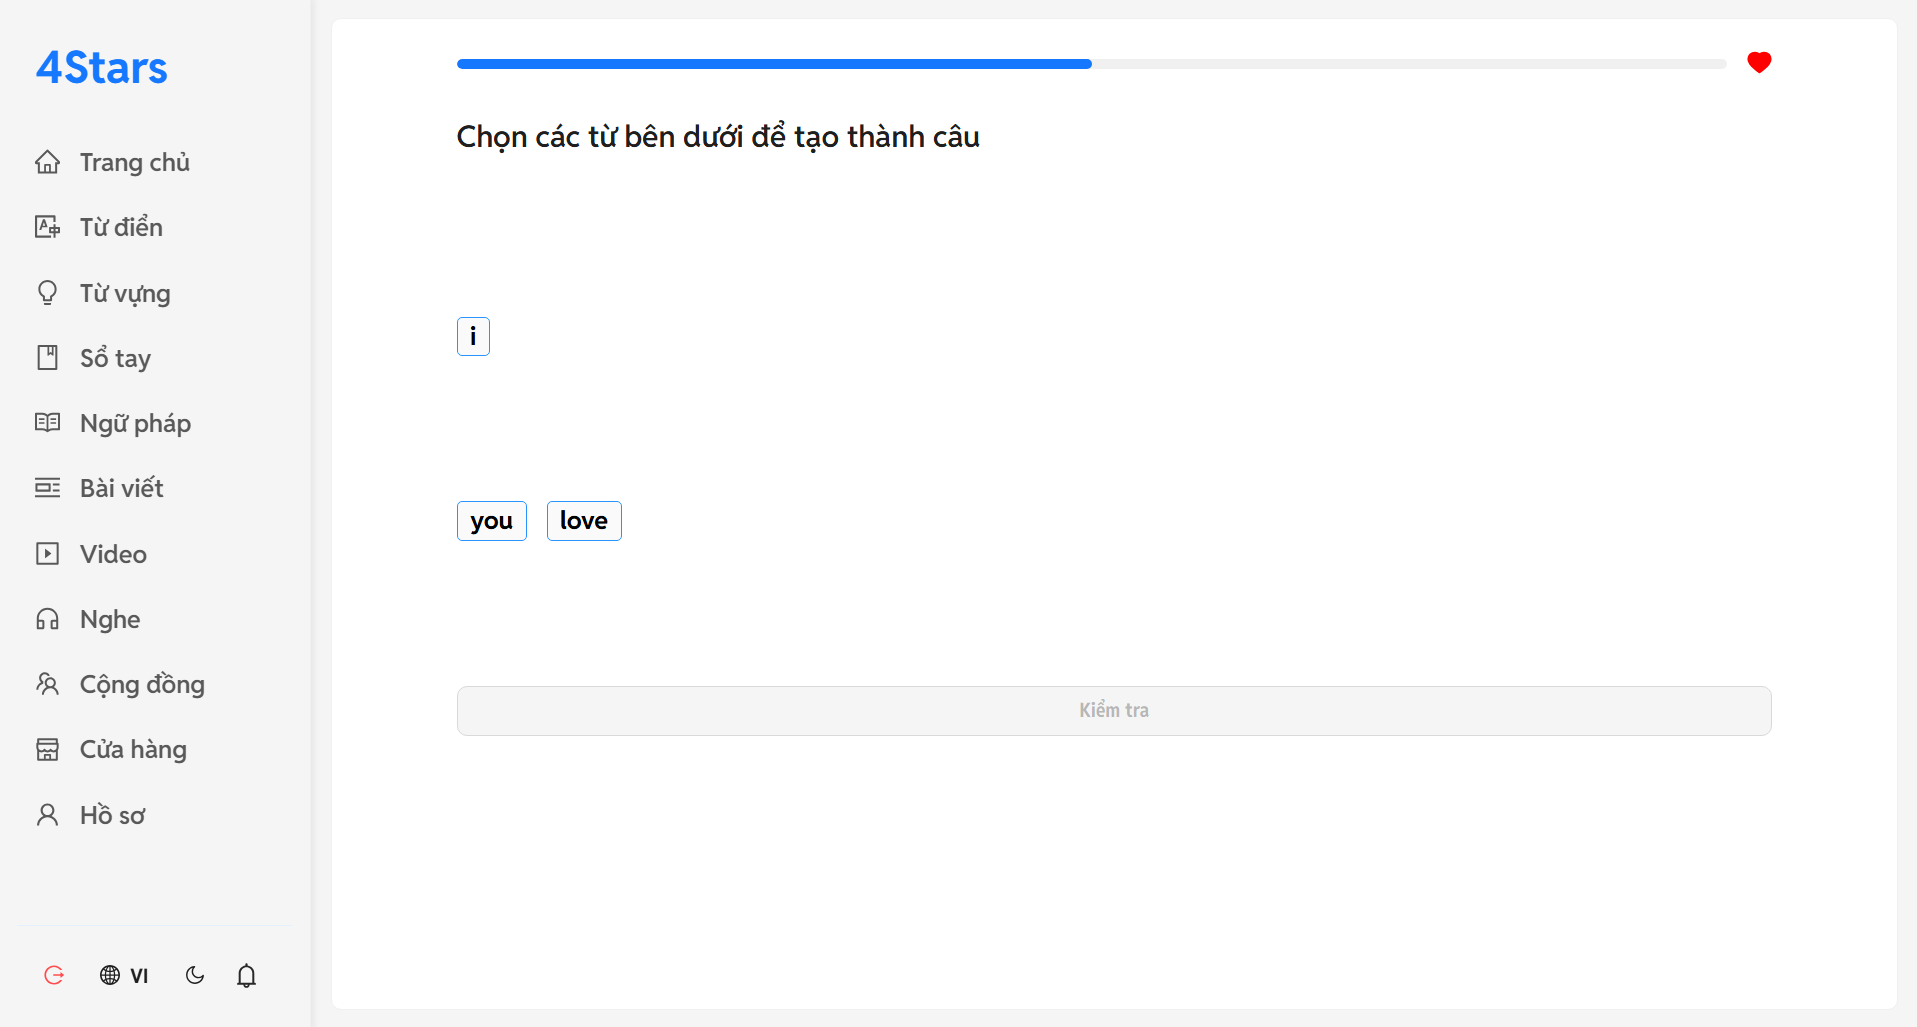 4Stars
Trang chủ
Từ điển
Từ vựng
Sổ tay
Ngữ pháp
Bài viết
Video
Nghe
Cộng đồng
Cửa hàng
Hồ sơ
VI
Chọn các từ bên dưới để tạo thành câu
i
you love
Kiểm tra